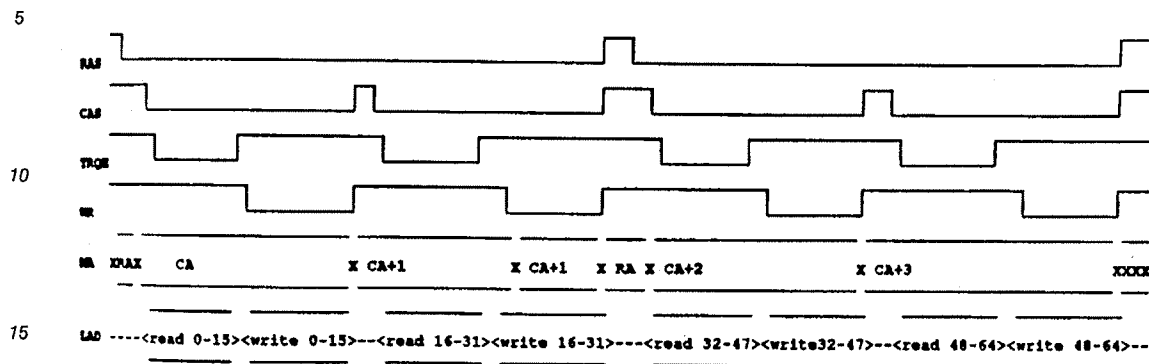 5
RAS
CAS
TRQE
10
WR
MA XRAX CA X CA+1 X CA+1 X RA X CA+2 X CA+3 XXXX
15
LAD ----<read 0-15><write 0-15>--<read 16-31><write 16-31>---<read 32-47><write32-47>--<read 48-64><write 48-64>--